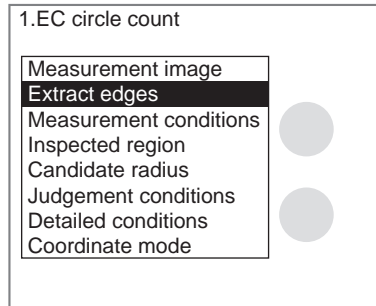 1.EC circle count
Measurement image
Extract edges
Measurement conditions
Inspected region
Candidate radius
Judgement conditions
Detailed conditions
Coordinate mode